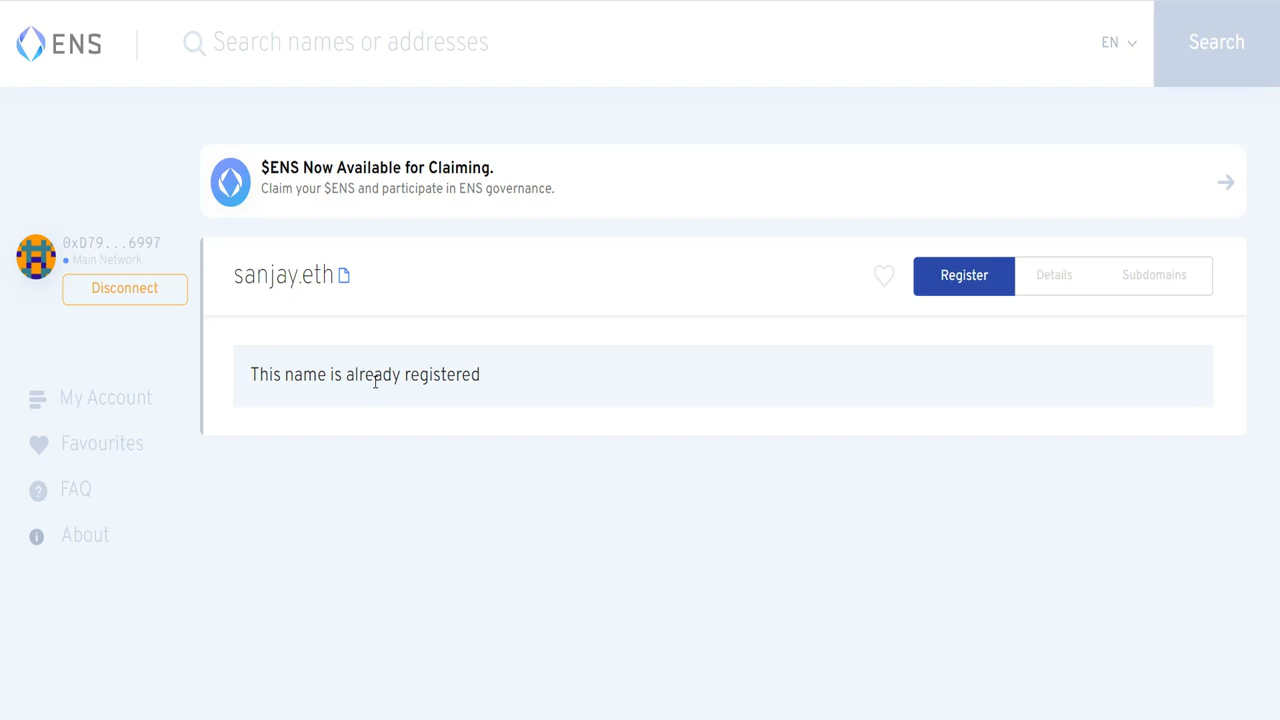 ENS
Search names or addresses
EN
Search
$ENS Now Available for Claiming.
Claim your $ENS and participate in ENS governance.
0xD79...6997
Main Network
Disconnect
sanjay.eth
Register
Details
Subdomains
This name is already registered
My Account
Favourites
FAQ
About